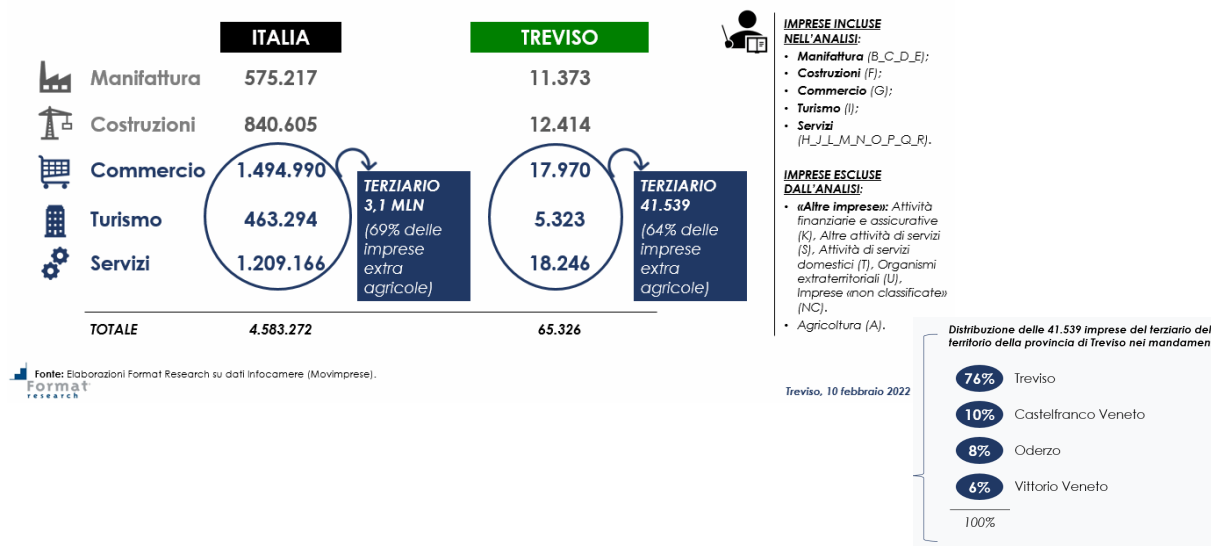 ITALIA TREVISO
Manifattura 575.217 11.373
Costruzioni 840.605 12.414
Commercio 1.494.990 17.970
Turismo 463.294 5.323
Servizi 1.209.166 18.246
TERZIARIO
3,1 MLN
(69% delle
imprese
extra
agricole)
TERZIARIO
41.539
(64% delle
imprese
extra
agricole)
TOTALE 4.583.272 65.326
Fonte: Elaborazioni Format Research su dati Infocamere (Movimprese).
Format
research
IMPRESE INCLUSE
NELL'ANALISI:
• Manifattura (B_C_D_E);
• Costruzioni (F);
• Commercio (G);
• Turismo (I);
• Servizi
(H_J_L_M_N_O_P_Q_R).
IMPRESE ESCLUSE
DALL'ANALISI:
• «Altre imprese»: Attività
finanziarie e assicurative
(K), Altre attività di servizi
(S), Attività di servizi
domestici (T), Organismi
extraterritoriali (U),
Imprese «non classificate»
(NC).
• Agricoltura (A).
Treviso, 10 febbraio 2022
Distribuzione delle 41.539 imprese del terziario del
territorio della provincia di Treviso nei mandamen
76% Treviso
10% Castelfranco Veneto
8% Oderzo
6% Vittorio Veneto
100%